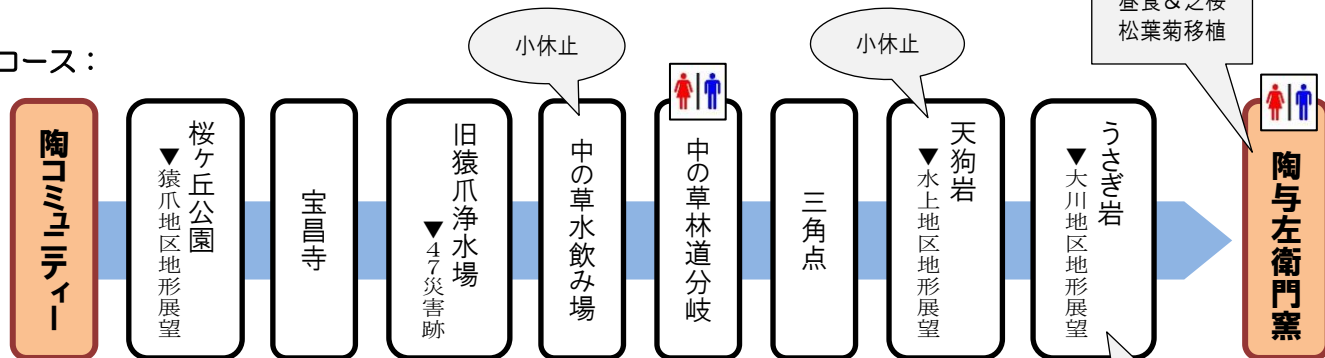 コース：
陶コミュニティー
桜ケ丘公園
▼猿爪地区地形展望
宝昌寺
旧猿爪浄水場
▼47災害跡
小休止
中の草水飲み場
中の草林道分岐
三角点
小休止
天狗岩
▼水上地区地形展望
うさぎ岩
▼大川地区地形展望
昼食＆芝桜
松葉菊移植
陶与左衛門窯